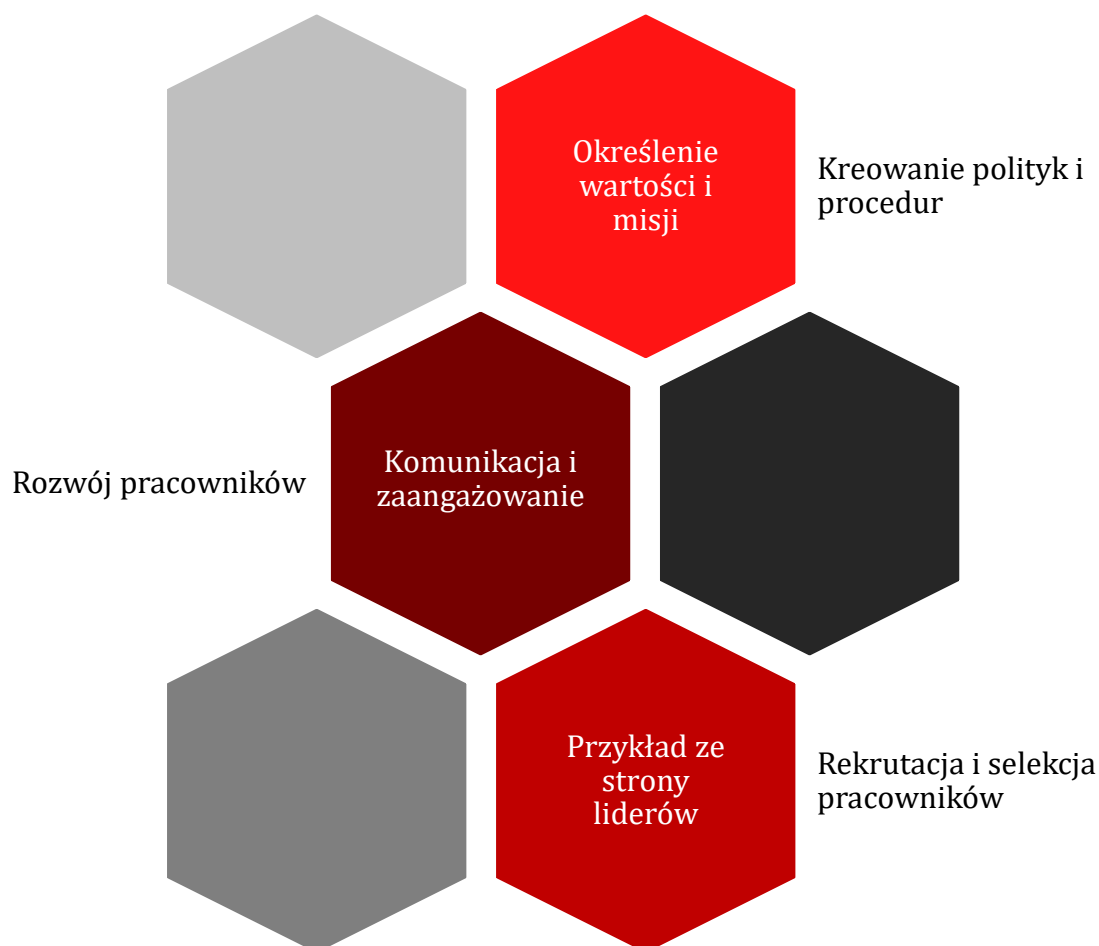 Określenie
wartości i
misji
Kreowanie polityk i
procedur
Rozwój pracowników
Komunikacja i
zaangażowanie
Przykład ze
strony
liderów
Rekrutacja i selekcja
pracowników